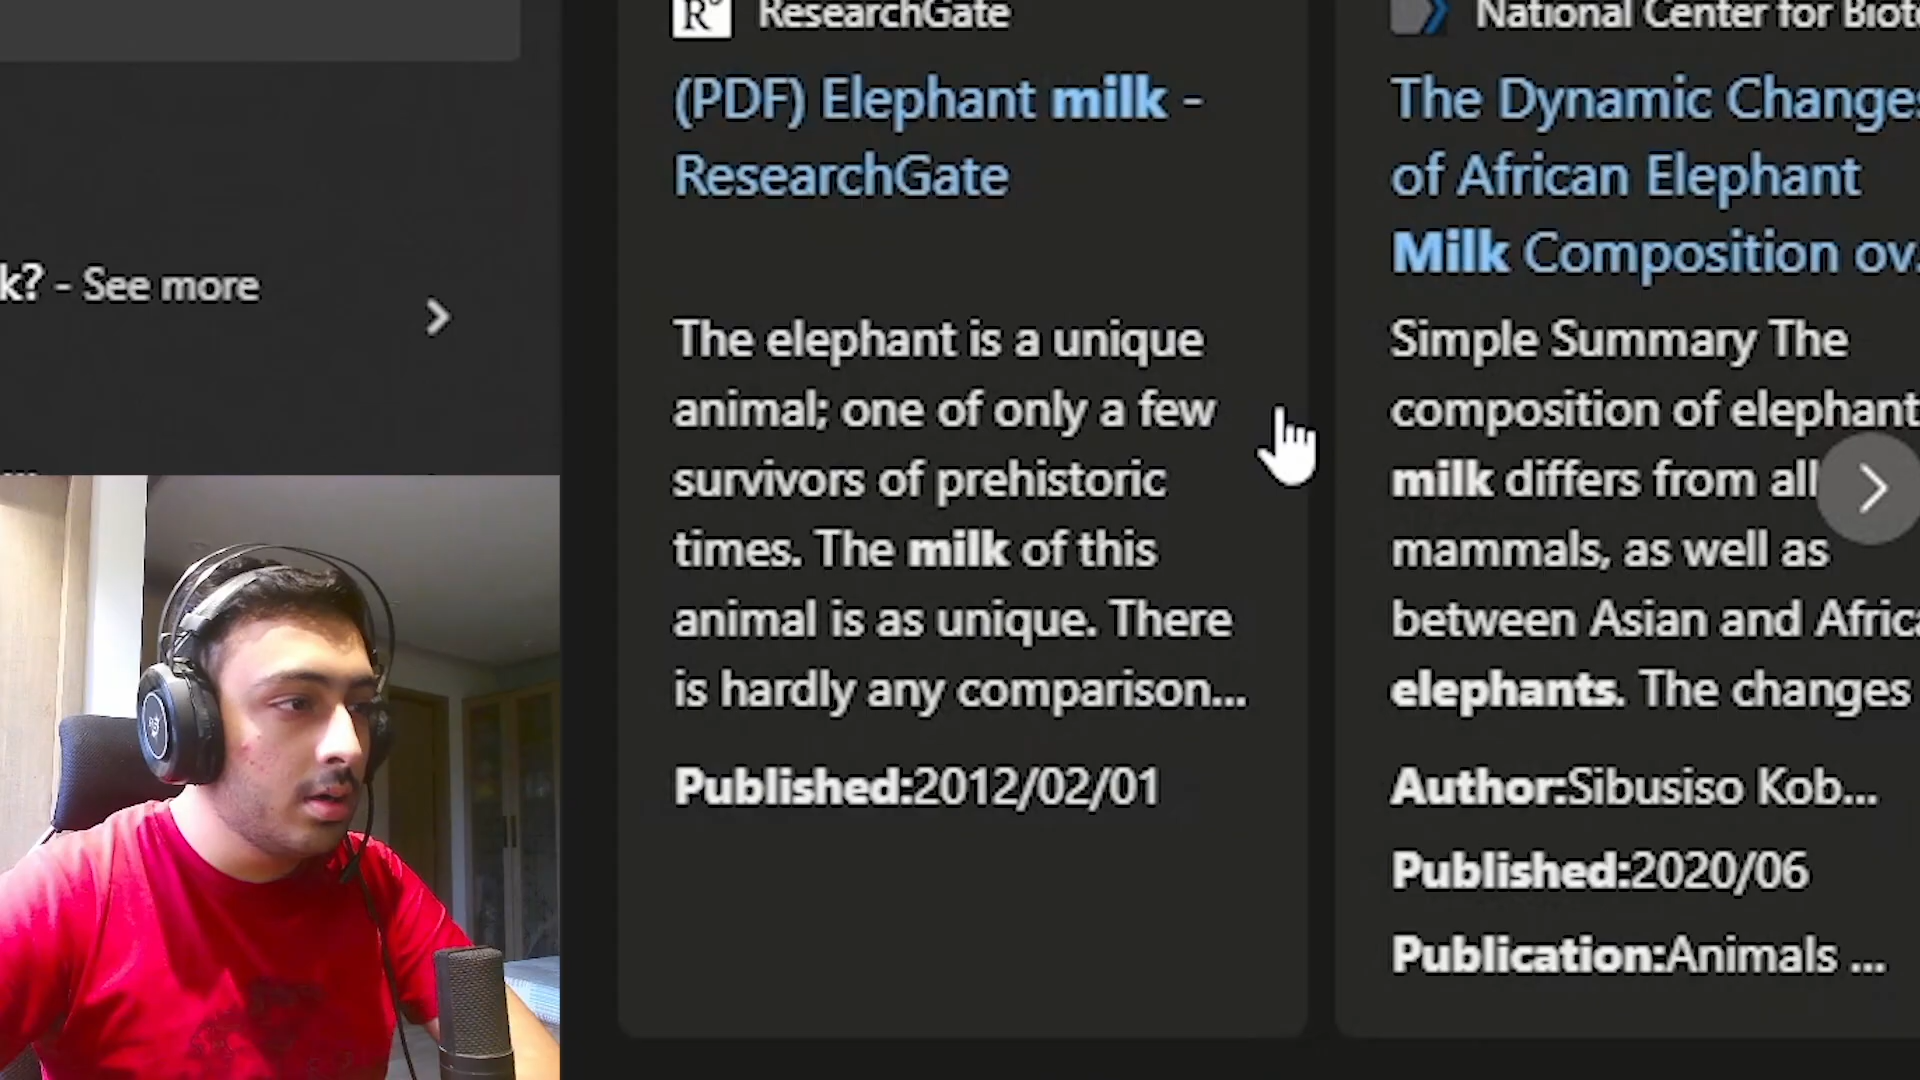 k? - See more
ResearchGate
(PDF) Elephant milk -
ResearchGate
The elephant is a unique
animal; one of only a few
survivors of prehistoric
times. The milk of this
animal is as unique. There
is hardly any comparison...
Published:2012/02/01
National Center for Biote
The Dynamic Changes
of African Elephant
Milk Composition ov.
Simple Summary The
composition of elephant
milk differs from all
mammals, as well as
between Asian and Africa
elephants. The changes
Author:Sibusiso Kob...
Published:2020/06
Publication:Animals ...